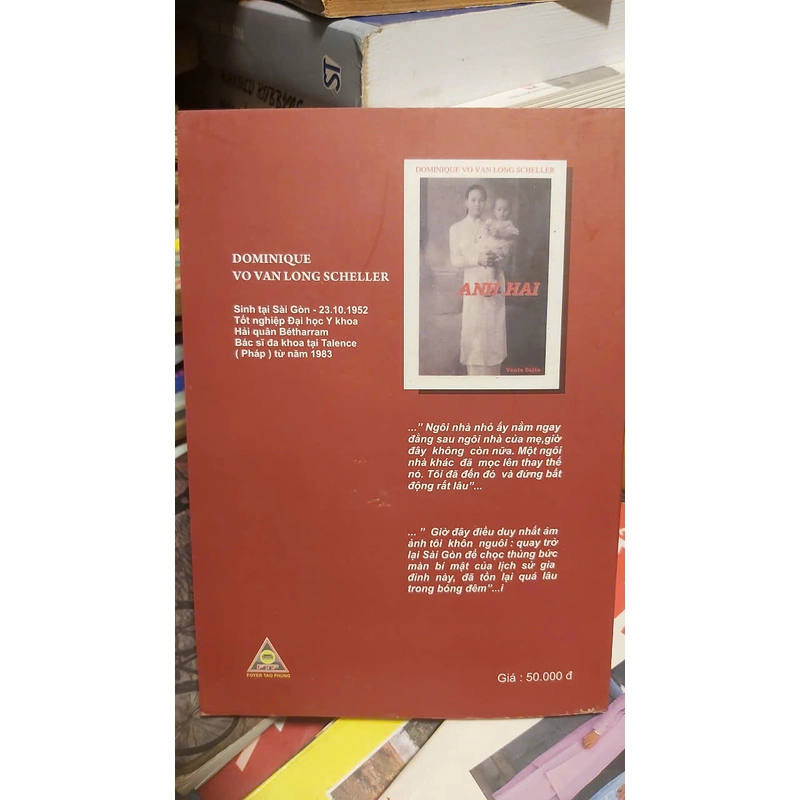 ST
DOMINIQUE VO VAN LONG SCHELLER
ANH HAI
DOMINIQUE
VO VAN LONG SCHELLER
Sinh tại Sài Gòn - 23.10.1952
Tốt nghiệp Đại học Y khoa
Hải quân Bétharram
Bác sĩ đa khoa tại Talence
( Pháp ) từ năm 1983
..." Ngôi nhà nhỏ ấy nằm ngay
đằng sau ngôi nhà của mẹ,giờ
đây không còn nữa. Một ngôi
nhà khác đã mọc lên thay thế
nó. Tôi đã đến đó và đứng bất
động rất lâu"...
... " Giờ đây điều duy nhất ám
ảnh tôi khôn nguôi : quay trở
lại Sài Gòn để chọc thủng bức
màn bí mật của lịch sử gia
đình này, đã tồn lại quá lâu
trong bóng đêm"...i
FTP
FOYER TAO PHUNG
Giá : 50.000 đ